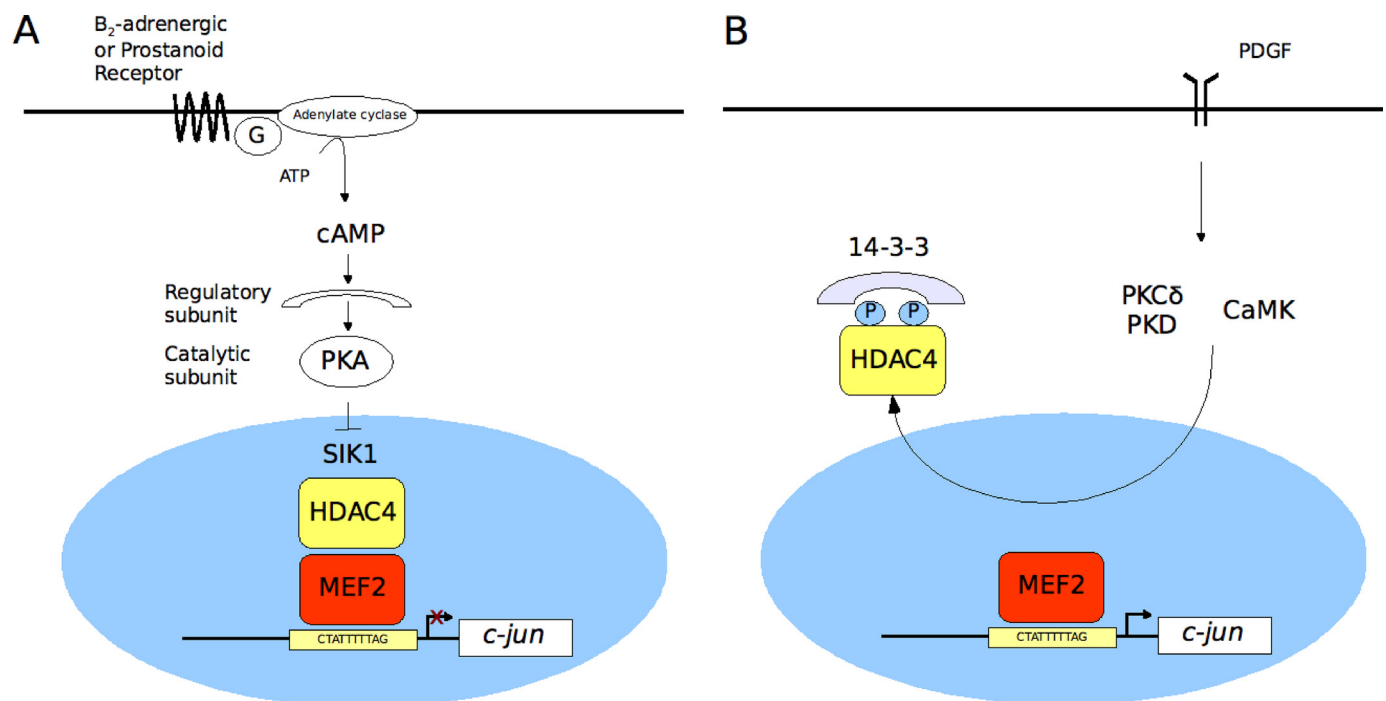 A
B₂-adrenergic
or Prostanoid
Receptor
G
Adenylate cyclase
ATP
cAMP
Regulatory
subunit
Catalytic
subunit
PKA
SIK1
HDAC4
MEF2
CTATTTTTAG
c-jun
B
PDGF
14-3-3
P P
HDAC4
PKCδ
PKD
CaMK
MEF2
CTATTTTTAG
c-jun